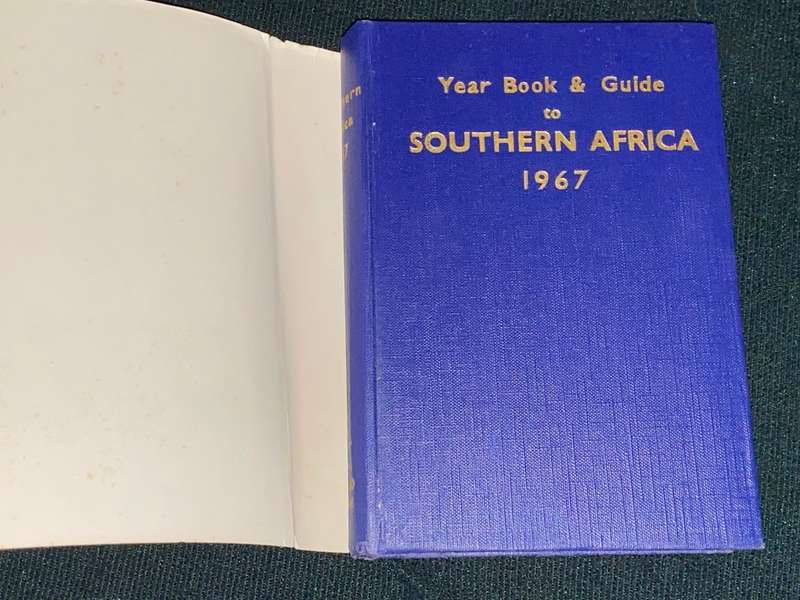 Year Book & Guide
to
SOUTHERN AFRICA
1967